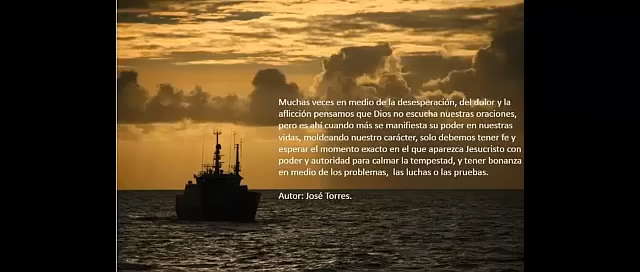 Muchas veces en medio de la desesperación, del dolor y la
aflicción pensamos que Dios no escucha nuestras oraciones,
pero es ahí cuando más se manifiesta su poder en nuestras
vidas, moldeando nuestro carácter, solo debemos tener fe y
esperar el momento exacto en el que aparezca Jesucristo con
poder y autoridad para calmar la tempestad, y tener bonanza
en medio de los problemas, las luchas o las pruebas.
Autor: José Torres.